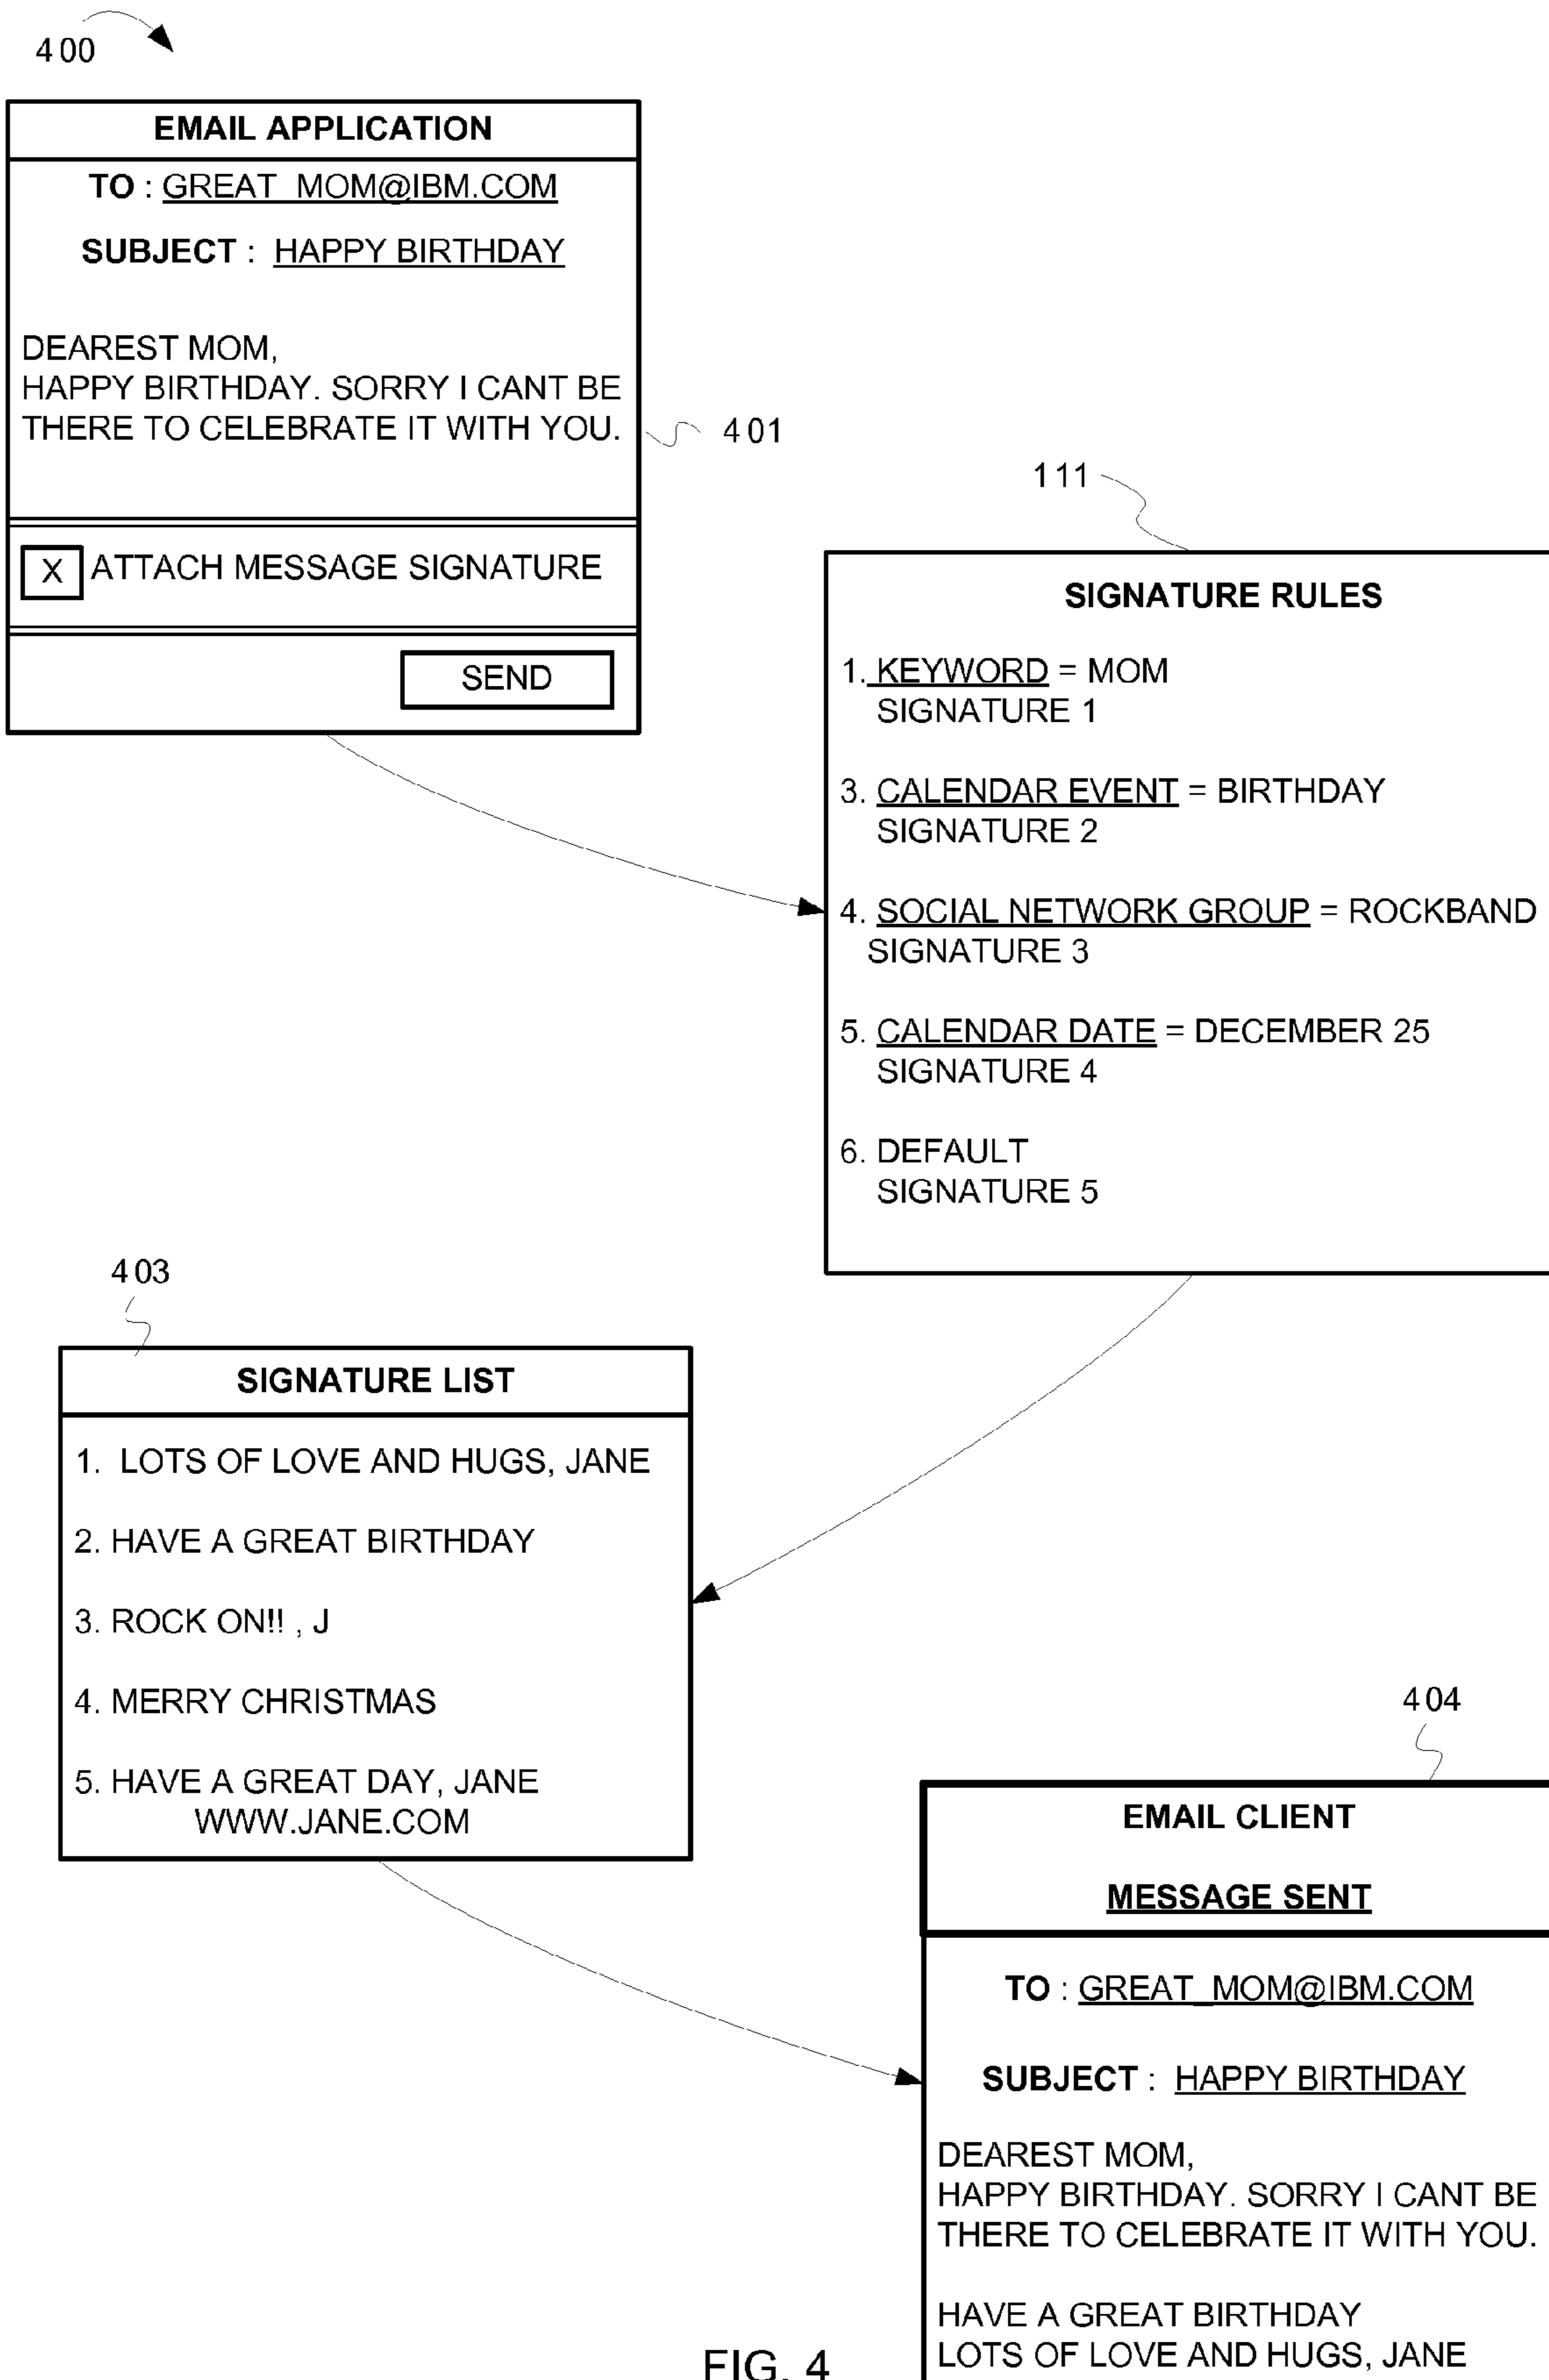 400
EMAIL APPLICATION
TO : GREAT_MOM@IBM.COM
SUBJECT : HAPPY BIRTHDAY
DEAREST MOM,
HAPPY BIRTHDAY. SORRY I CANT BE
THERE TO CELEBRATE IT WITH YOU.
401
X ATTACH MESSAGE SIGNATURE
SEND
111
SIGNATURE RULES
1. KEYWORD = MOM
SIGNATURE 1
3. CALENDAR EVENT = BIRTHDAY
SIGNATURE 2
4. SOCIAL NETWORK GROUP = ROCKBAND
SIGNATURE 3
5. CALENDAR DATE = DECEMBER 25
SIGNATURE 4
6. DEFAULT
SIGNATURE 5
403
SIGNATURE LIST
1. LOTS OF LOVE AND HUGS, JANE
2. HAVE A GREAT BIRTHDAY
3. ROCK ON!! , J
4. MERRY CHRISTMAS
5. HAVE A GREAT DAY, JANE
WWW.JANE.COM
404
EMAIL CLIENT
MESSAGE SENT
TO : GREAT_MOM@IBM.COM
SUBJECT : HAPPY BIRTHDAY
DEAREST MOM,
HAPPY BIRTHDAY. SORRY I CANT BE
THERE TO CELEBRATE IT WITH YOU.
HAVE A GREAT BIRTHDAY
LOTS OF LOVE AND HUGS, JANE
FIG. 4